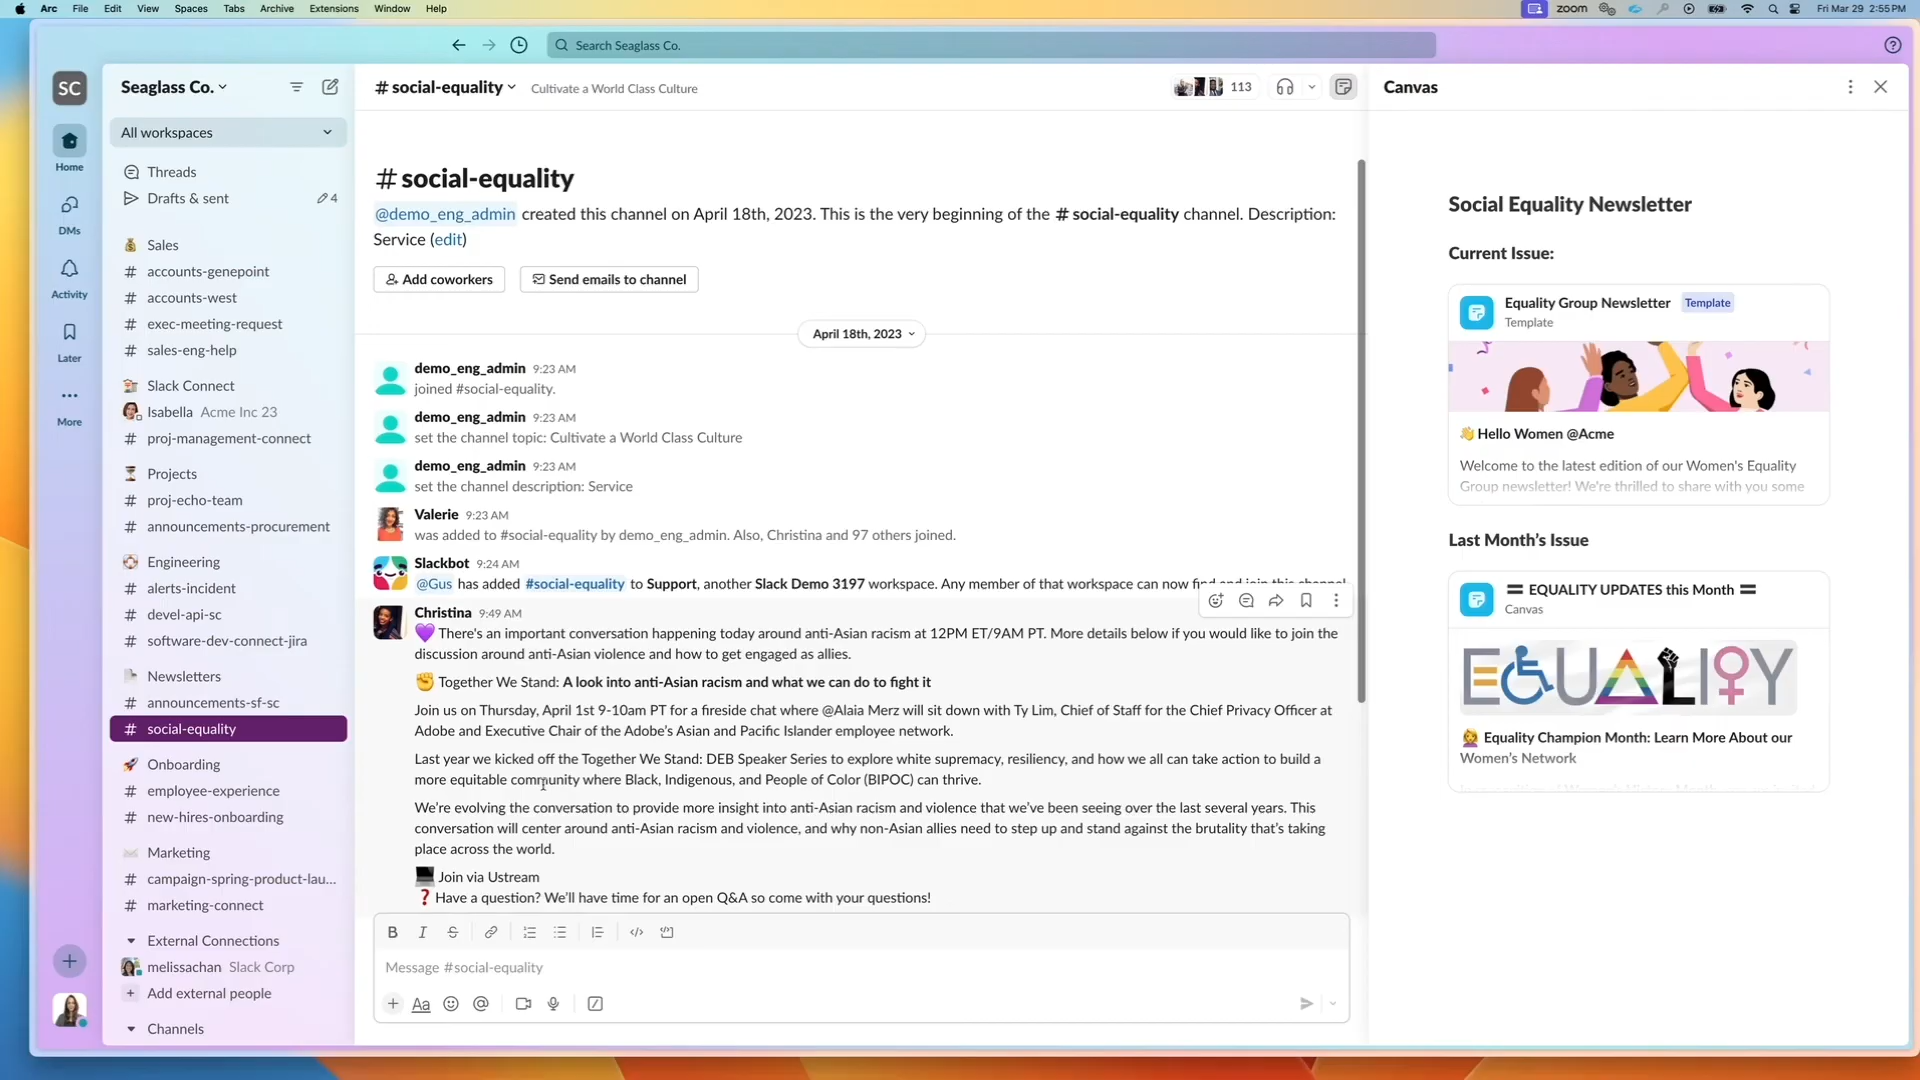 Arc File Edit View Spaces Tabs Archive Extensions Window Help
zoom Fri Mar 29 2:55 PM
Search Seaglass Co.
SC
Home
DMs
Activity
Later
More
Seaglass Co.
All workspaces
Threads
Drafts & sent 4
Sales
# accounts-genepoint
# accounts-west
# exec-meeting-request
# sales-eng-help
Slack Connect
Isabella Acme Inc 23
# proj-management-connect
Projects
# proj-echo-team
# announcements-procurement
Engineering
# alerts-incident
# devel-api-sc
# software-dev-connect-jira
Newsletters
# announcements-sf-sc
# social-equality
Onboarding
# employee-experience
# new-hires-onboarding
Marketing
# campaign-spring-product-lau...
# marketing-connect
External Connections
melissachan Slack Corp
+ Add external people
Channels
# social-equality Cultivate a World Class Culture
113
# social-equality
@demo_eng_admin created this channel on April 18th, 2023. This is the very beginning of the # social-equality channel. Description:
Service (edit)
Add coworkers
Send emails to channel
April 18th, 2023
demo_eng_admin 9:23 AM
joined #social-equality.
demo_eng_admin 9:23 AM
set the channel topic: Cultivate a World Class Culture
demo_eng_admin 9:23 AM
set the channel description: Service
Valerie 9:23 AM
was added to #social-equality by demo_eng_admin. Also, Christina and 97 others joined.
Slackbot 9:24 AM
@Gus has added #social-equality to Support, another Slack Demo 3197 workspace. Any member of that workspace can now find and join this channel
Christina 9:49 AM
💜 There's an important conversation happening today around anti-Asian racism at 12PM ET/9AM PT. More details below if you would like to join the
discussion around anti-Asian violence and how to get engaged as allies.
✊ Together We Stand: A look into anti-Asian racism and what we can do to fight it
Join us on Thursday, April 1st 9-10am PT for a fireside chat where @Alaia Merz will sit down with Ty Lim, Chief of Staff for the Chief Privacy Officer at
Adobe and Executive Chair of the Adobe's Asian and Pacific Islander employee network.
Last year we kicked off the Together We Stand: DEB Speaker Series to explore white supremacy, resiliency, and how we all can take action to build a
more equitable community where Black, Indigenous, and People of Color (BIPOC) can thrive.
We're evolving the conversation to provide more insight into anti-Asian racism and violence that we've been seeing over the last several years. This
conversation will center around anti-Asian racism and violence, and why non-Asian allies need to step up and stand against the brutality that's taking
place across the world.
💻 Join via Ustream
❓ Have a question? We'll have time for an open Q&A so come with your questions!
B I S
Message #social-equality
+ Aa @
Canvas
Social Equality Newsletter
Current Issue:
Equality Group Newsletter Template
Template
👋 Hello Women @Acme
Welcome to the latest edition of our Women's Equality
Group newsletter! We're thrilled to share with you some
Last Month's Issue
🟰 EQUALITY UPDATES this Month 🟰
Canvas
EQUALITY
Equality Champion Month: Learn More About our
Women's Network